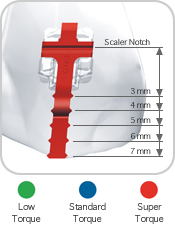 Scaler Notch
3 mm
4 mm
5 mm
6 mm
7 mm
Low Standard Super
Torque Torque Torque